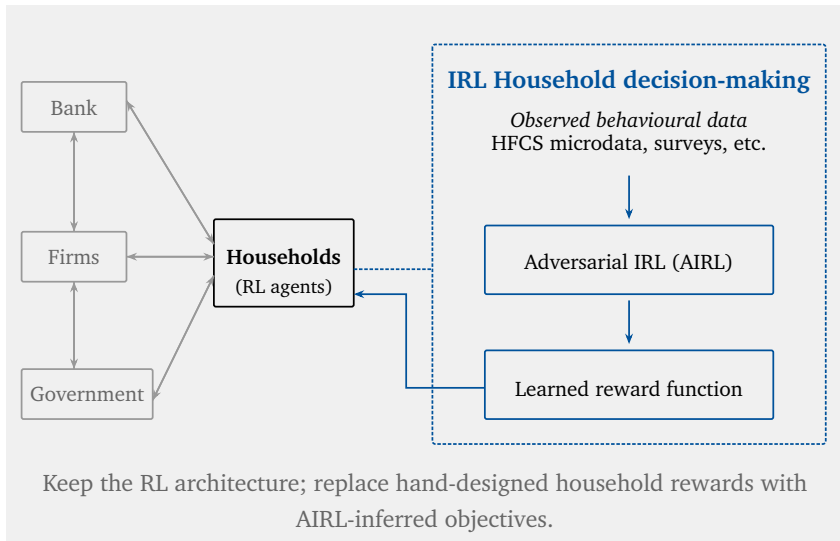 IRL Household decision-making
Observed behavioural data
HFCS microdata, surveys, etc.
Bank
Firms
Households
(RL agents)
Adversarial IRL (AIRL)
Government
Learned reward function
Keep the RL architecture; replace hand-designed household rewards with
AIRL-inferred objectives.